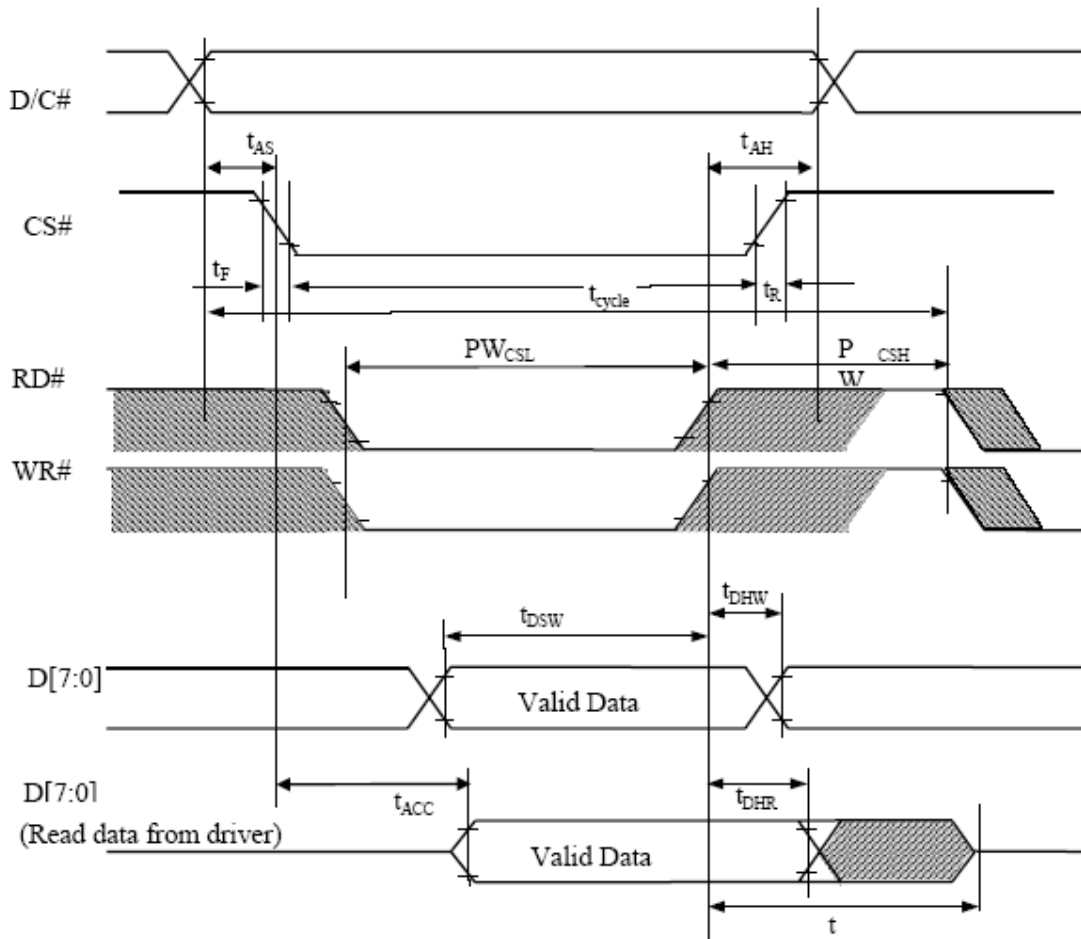 D/C#
tAS
tAH
CS#
tF
tcycle
tR
PWCSL
P CSH
W
RD#
WR#
tDSW
tDHW
D[7:0]
Valid Data
D[7:0]
tACC
tDHR
(Read data from driver)
Valid Data
t